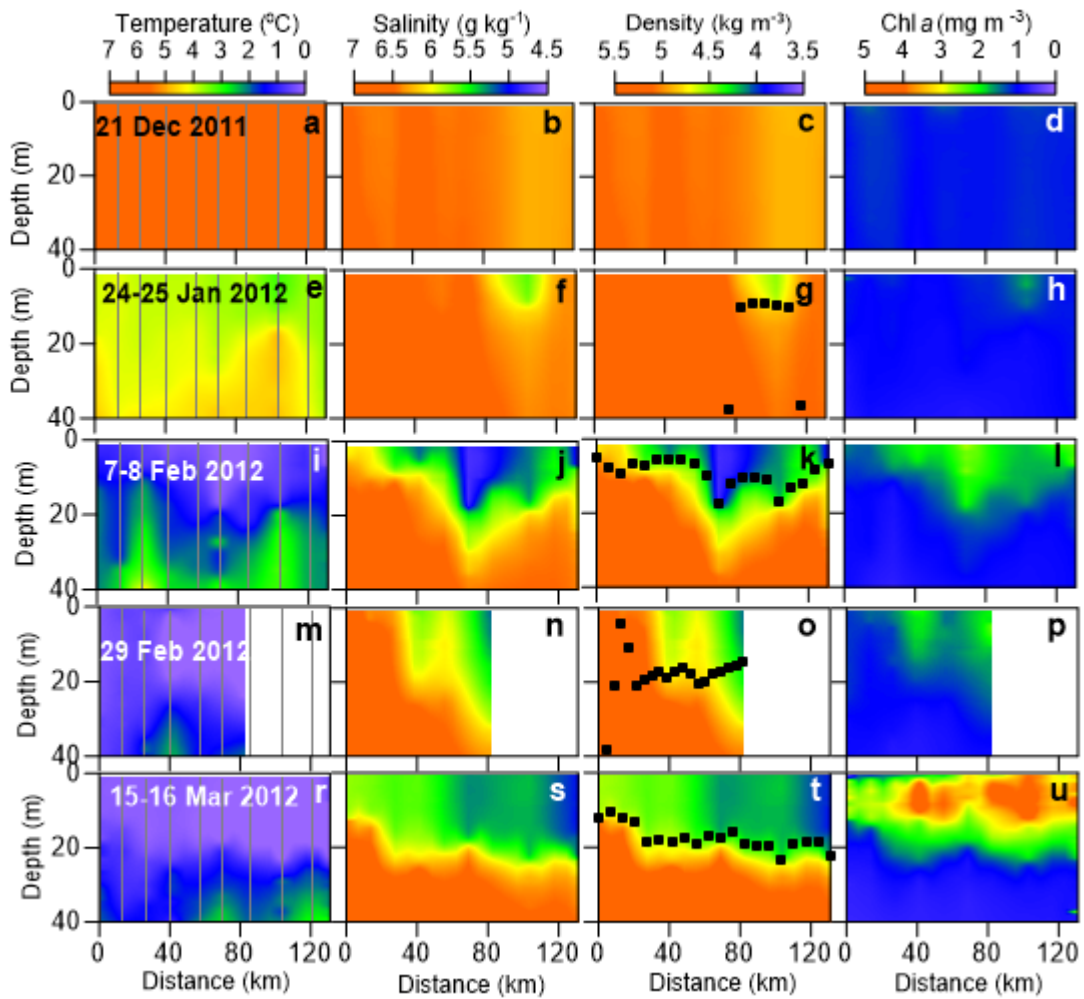 Temperature (ºC) Salinity (g kg⁻¹) Density (kg m⁻³) Chl a (mg m ⁻³)
7 6 5 4 3 2 1 0 7 6.5 6 5.5 5 4.5 5.5 5 4.5 4 3.5 5 4 3 2 1 0
Depth (m) 0 20 40 21 Dec 2011 a b c d
Depth (m) 0 20 40 24-25 Jan 2012 e f g h
Depth (m) 0 20 40 7-8 Feb 2012 i j k l
Depth (m) 0 20 40 29 Feb 2012 m n o p
Depth (m) 0 20 40 15-16 Mar 2012 r s t u
0 40 80 120 0 40 80 120 0 40 80 120 0 40 80 120
Distance (km) Distance (km) Distance (km) Distance (km)